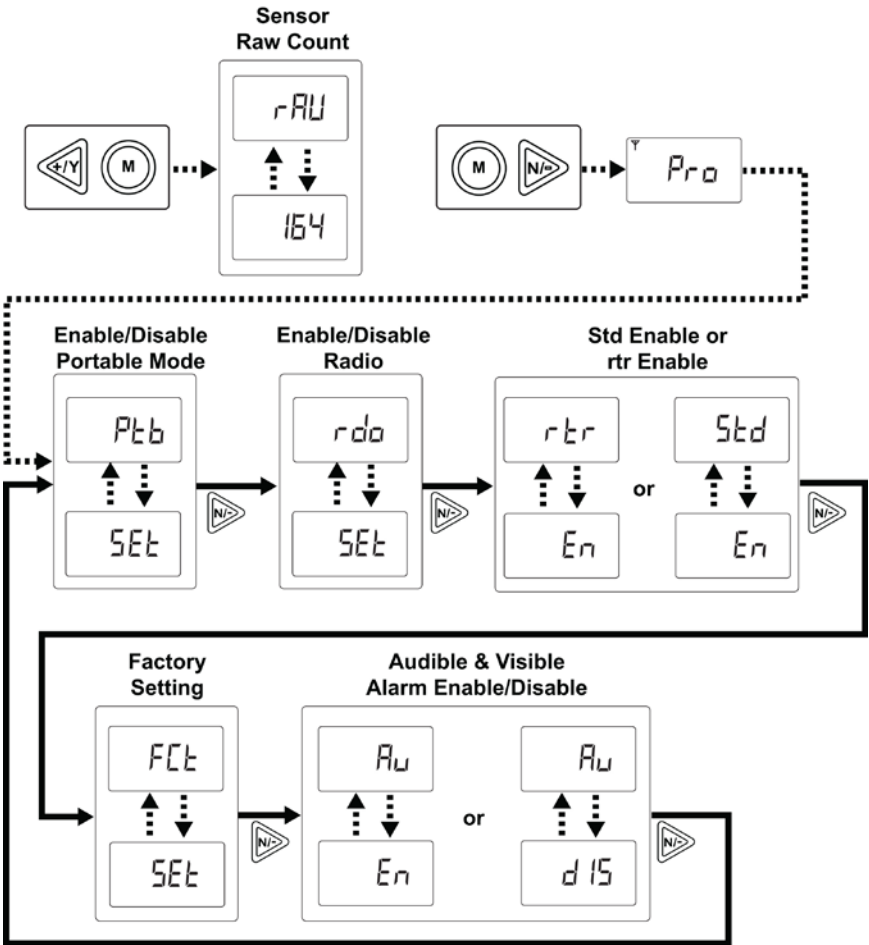 Sensor
Raw Count
rAU
+/Y M
M N/-
Pro
164
Enable/Disable
Portable Mode
Enable/Disable
Radio
Std Enable or
rtr Enable
Ptb
rdo
rtr
Std
or
N/-
N/-
N/-
SEt
SEt
En
En
Factory
Setting
Audible & Visible
Alarm Enable/Disable
FCt
Au
Au
or
N/-
N/-
SEt
En
dIS